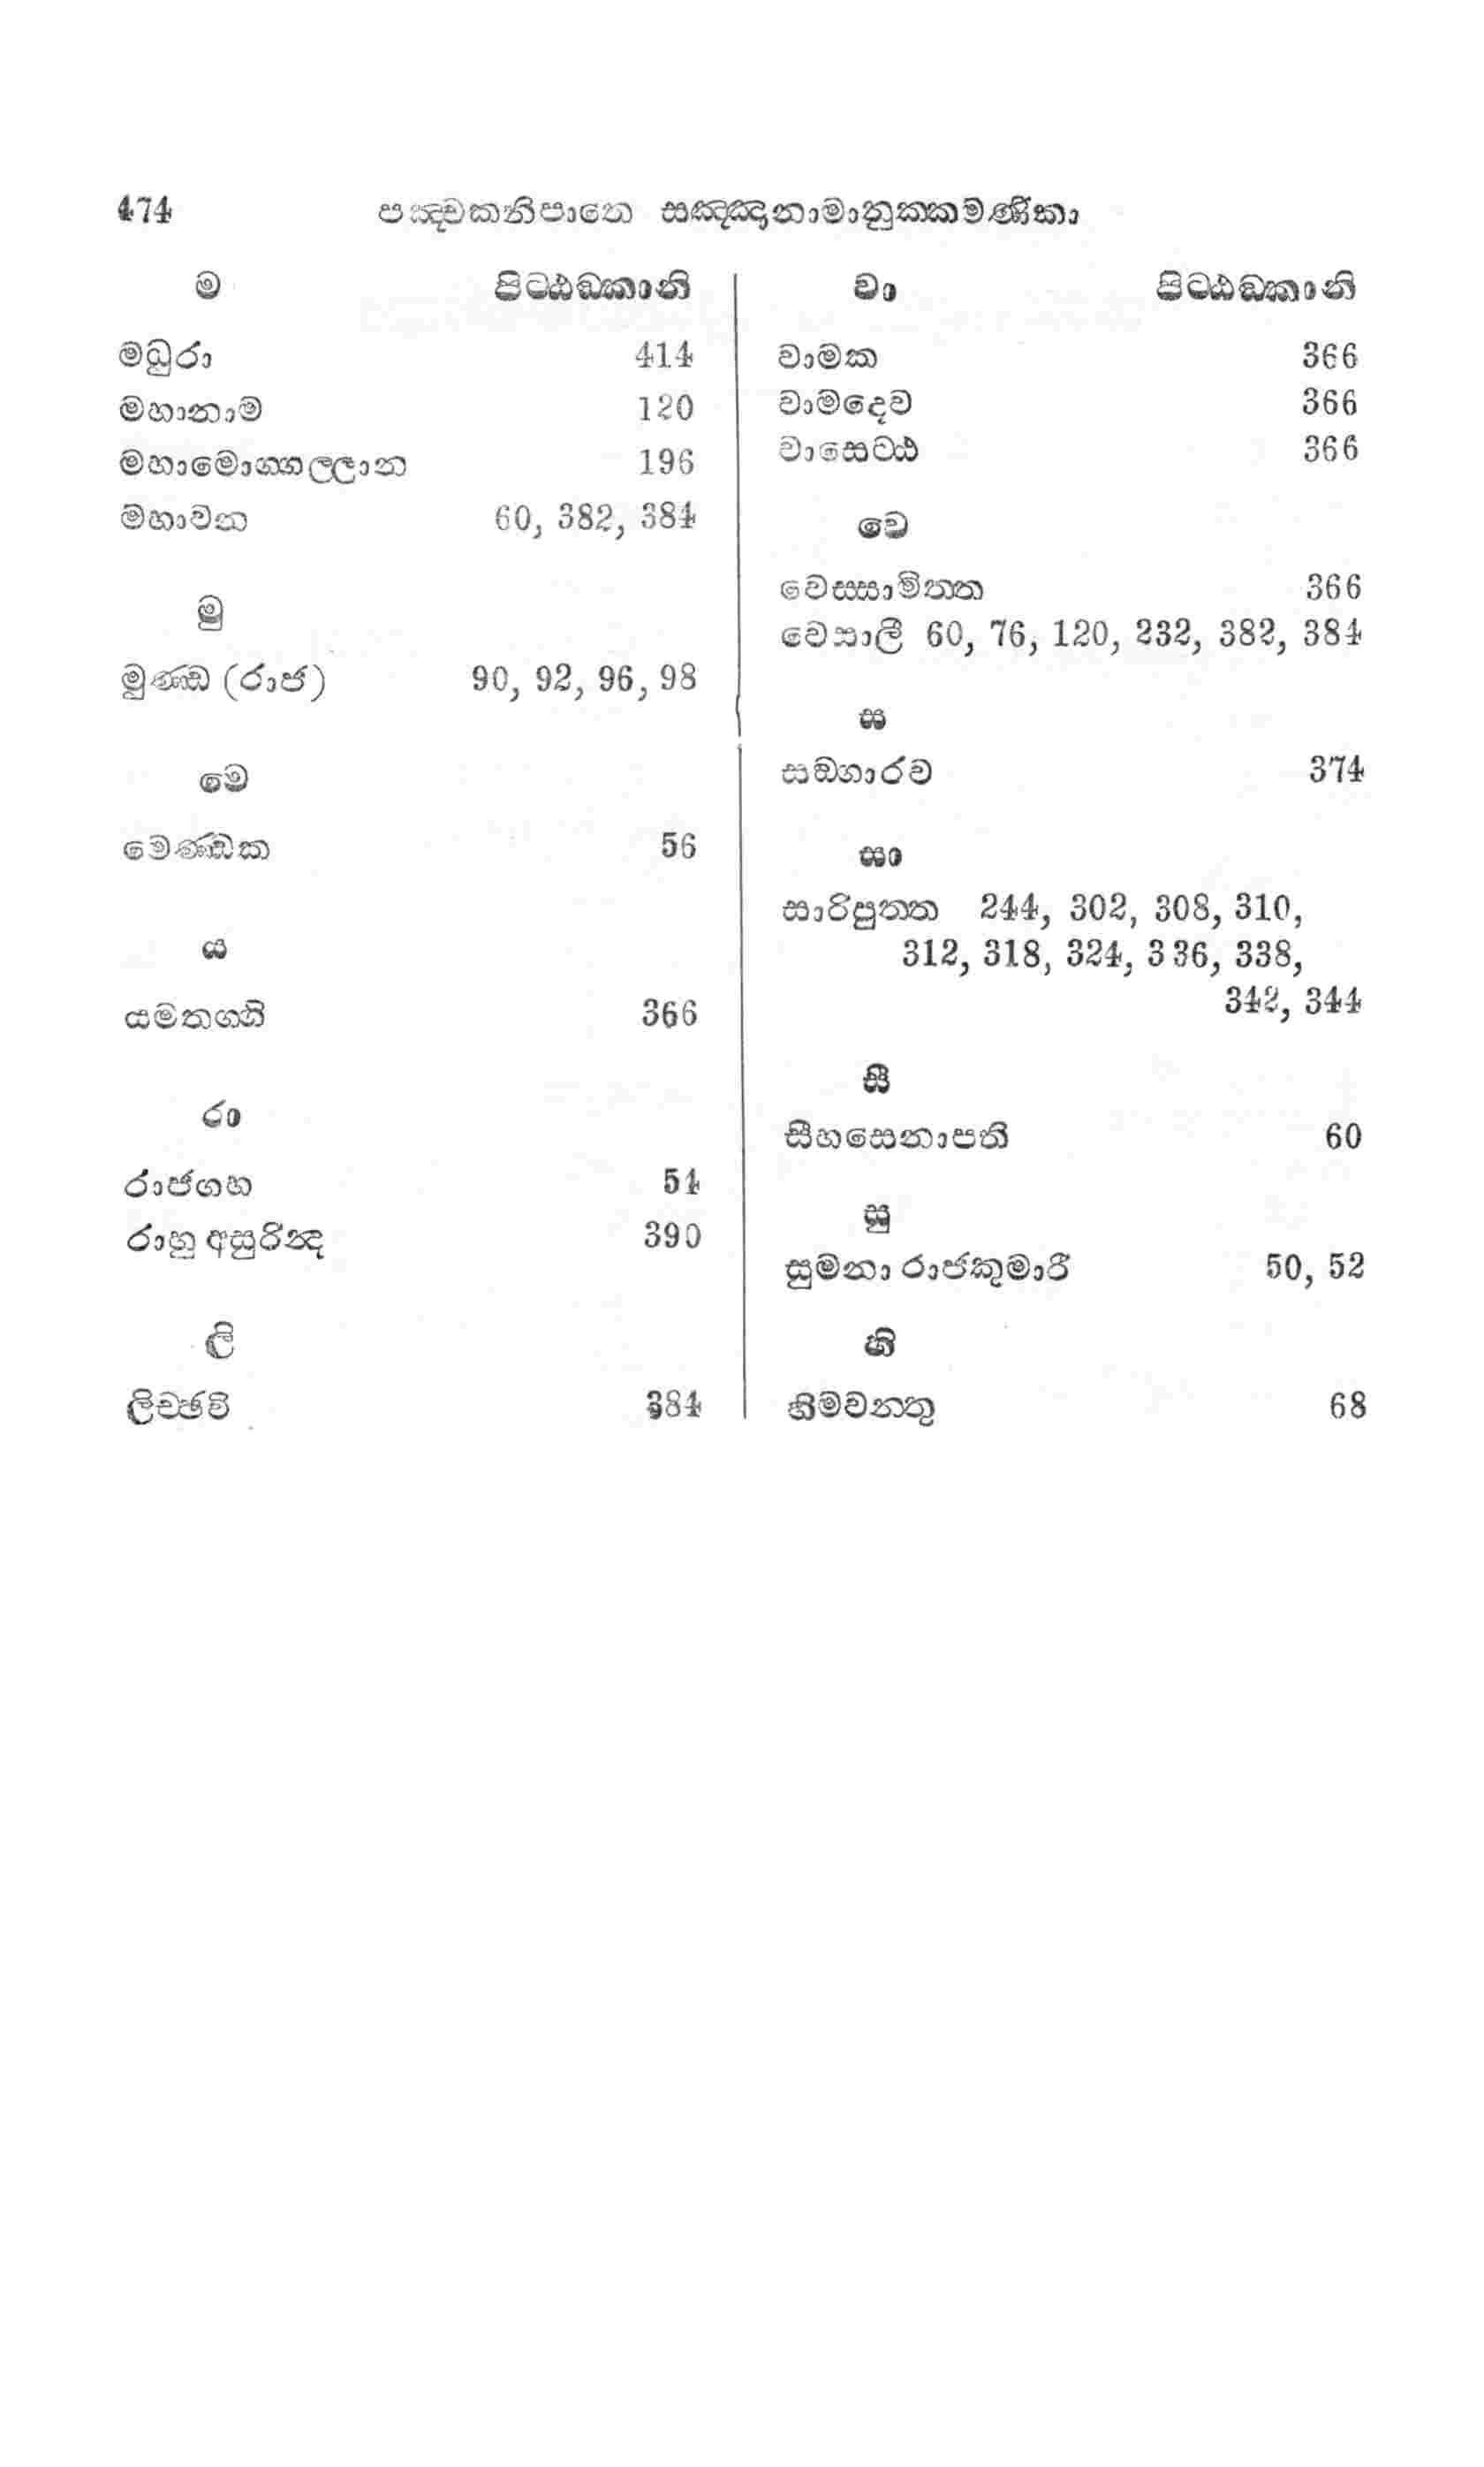 474 පඤ්චකනිපාතෙ සඤ්ඤානාමානුක්කමණිකා
ම පිට්ඨඞ්කානි
මධුරා 414
මහානාම 120
මහාමොග්ගල්ලාන 196
මහාවන 60, 382, 384
මු
මුණ්ඩ (රාජ) 90, 92, 96, 98
මෙ
මෙණ්ඩක 56
ය
යමතග්ගි 366
රා
රාජගහ 54
රාහු අසුරින්ද 390
ලි
ලිච්ඡවි 384
වා පිට්ඨඞ්කානි
වාමක 366
වාමදෙව 366
වාසෙට්ඨ 366
වෙ
වෙස්සාමිත්ත 366
වෙසාලී 60, 76, 120, 232, 382, 384
ස
සඞ්ගාරව 374
සා
සාරිපුත්ත 244, 302, 308, 310,
312, 318, 324, 336, 338,
342, 344
සී
සීහසෙනාපති 60
සු
සුමනා රාජකුමාරී 50, 52
හි
හිමවන්තු 68